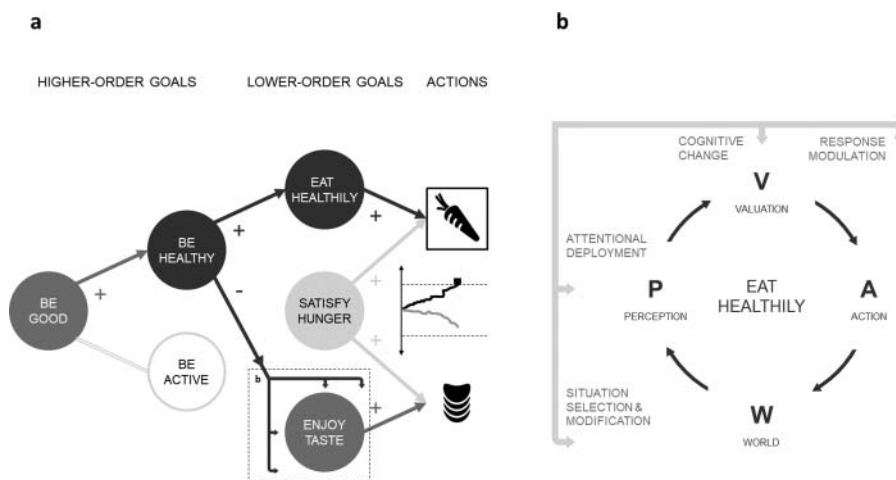 a
b
HIGHER-ORDER GOALS
LOWER-ORDER GOALS
ACTIONS
BE
GOOD
+
BE
HEALTHY
+
-
BE
ACTIVE
EAT
HEALTHILY
+
SATISFY
HUNGER
+
+
b
ENJOY
TASTE
+
COGNITIVE
CHANGE
RESPONSE
MODULATION
V
VALUATION
ATTENTIONAL
DEPLOYMENT
P
PERCEPTION
EAT
HEALTHILY
A
ACTION
SITUATION
SELECTION &
MODIFICATION
W
WORLD